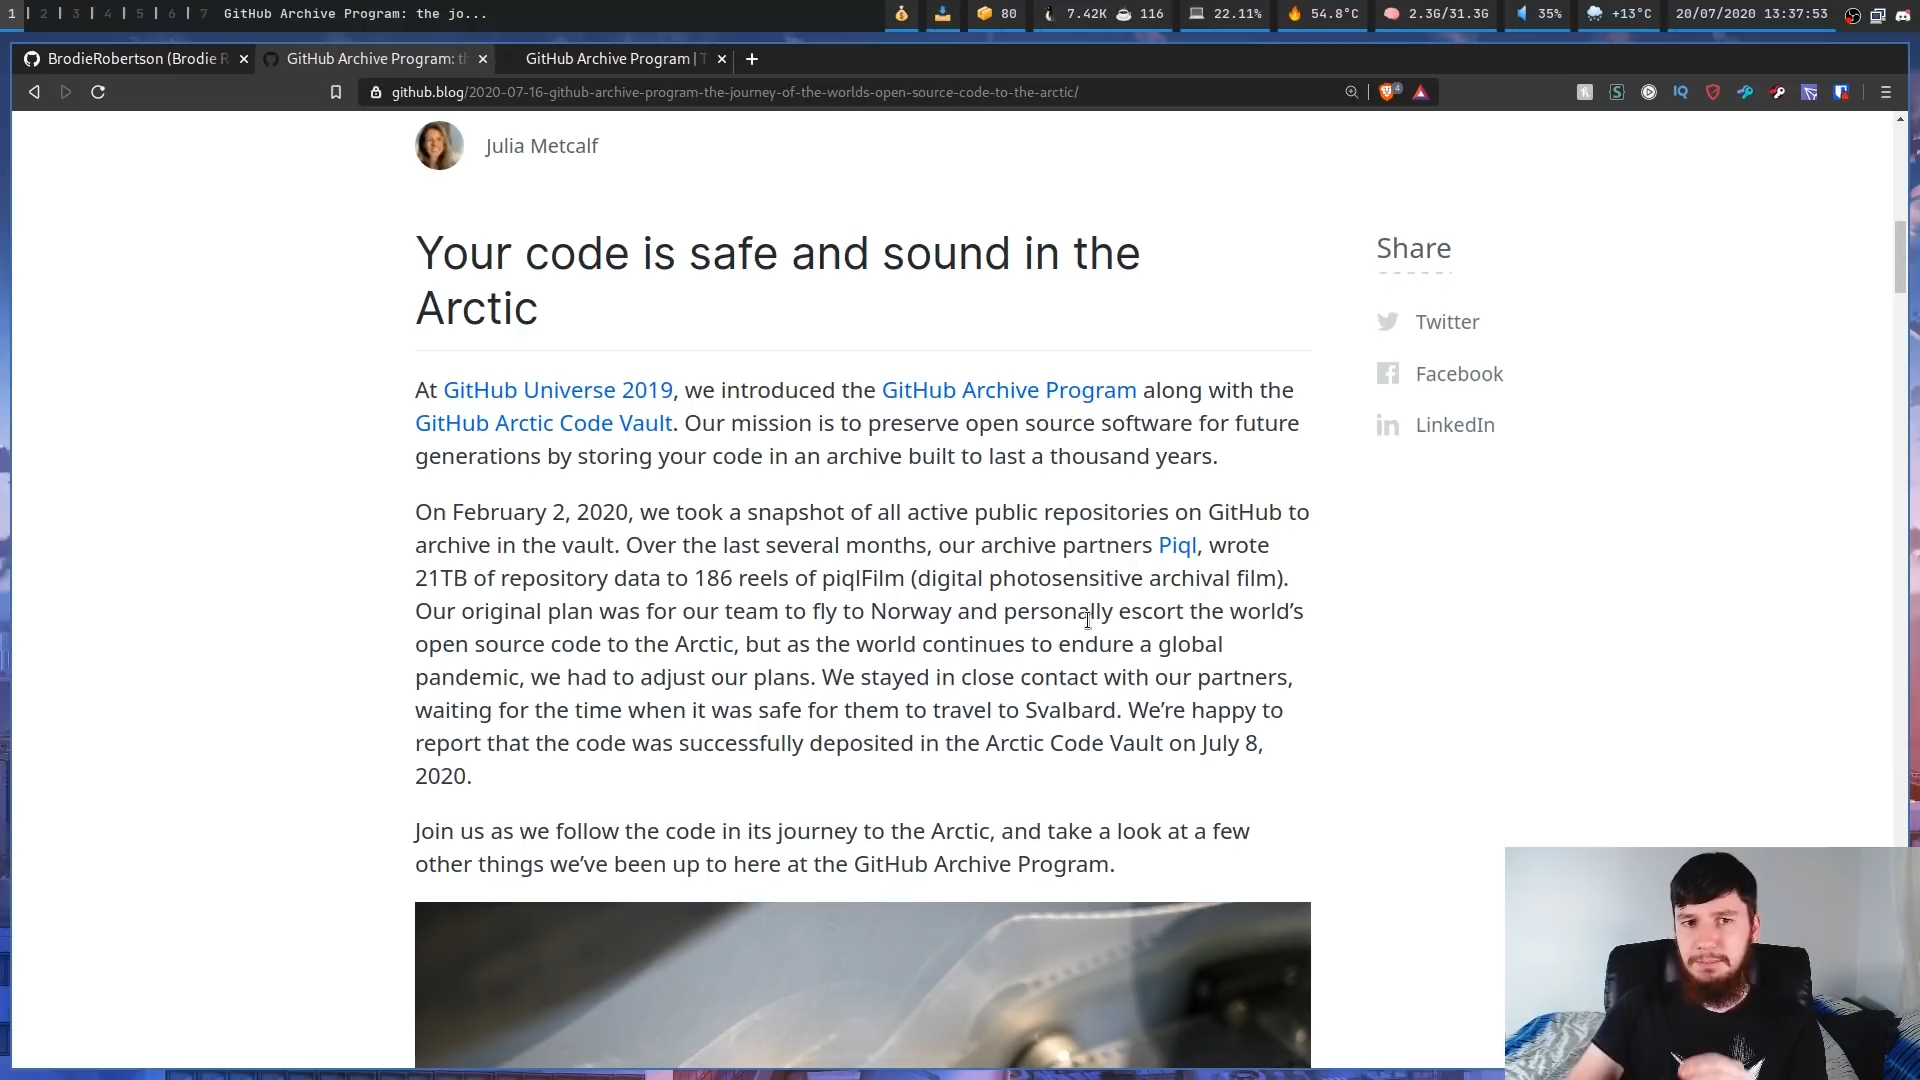 1 | 2 | 3 | 4 | 5 | 6 | 7 GitHub Archive Program: the jo... 80 7.42K 116 22.11% 54.8°C 2.3G/31.3G 35% +13°C 20/07/2020 13:37:53
BrodieRobertson (Brodie R GitHub Archive Program: th GitHub Archive Program | T
github.blog/2020-07-16-github-archive-program-the-journey-of-the-worlds-open-source-code-to-the-arctic/ 4 IQ
Julia Metcalf
Your code is safe and sound in the
Arctic
Share
Twitter
Facebook
LinkedIn
At GitHub Universe 2019, we introduced the GitHub Archive Program along with the
GitHub Arctic Code Vault. Our mission is to preserve open source software for future
generations by storing your code in an archive built to last a thousand years.
On February 2, 2020, we took a snapshot of all active public repositories on GitHub to
archive in the vault. Over the last several months, our archive partners Piql, wrote
21TB of repository data to 186 reels of piqlFilm (digital photosensitive archival film).
Our original plan was for our team to fly to Norway and personally escort the world’s
open source code to the Arctic, but as the world continues to endure a global
pandemic, we had to adjust our plans. We stayed in close contact with our partners,
waiting for the time when it was safe for them to travel to Svalbard. We’re happy to
report that the code was successfully deposited in the Arctic Code Vault on July 8,
2020.
Join us as we follow the code in its journey to the Arctic, and take a look at a few
other things we’ve been up to here at the GitHub Archive Program.